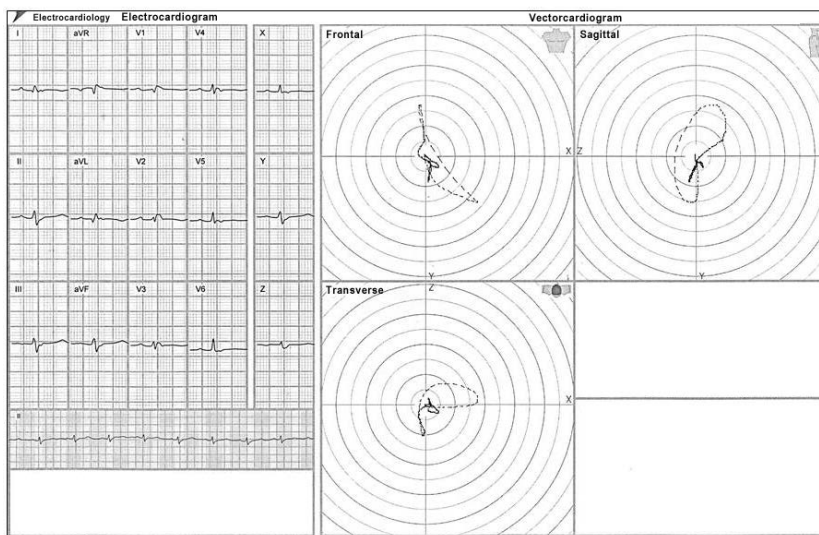 Electrocardiology Electrocardiogram
Vectorcardiogram
I aVR V1 V4 X
II aVL V2 V5 Y
III aVF V3 V6 Z
II
Frontal
X
Y
Sagittal
Z
Y
Transverse
Z
X